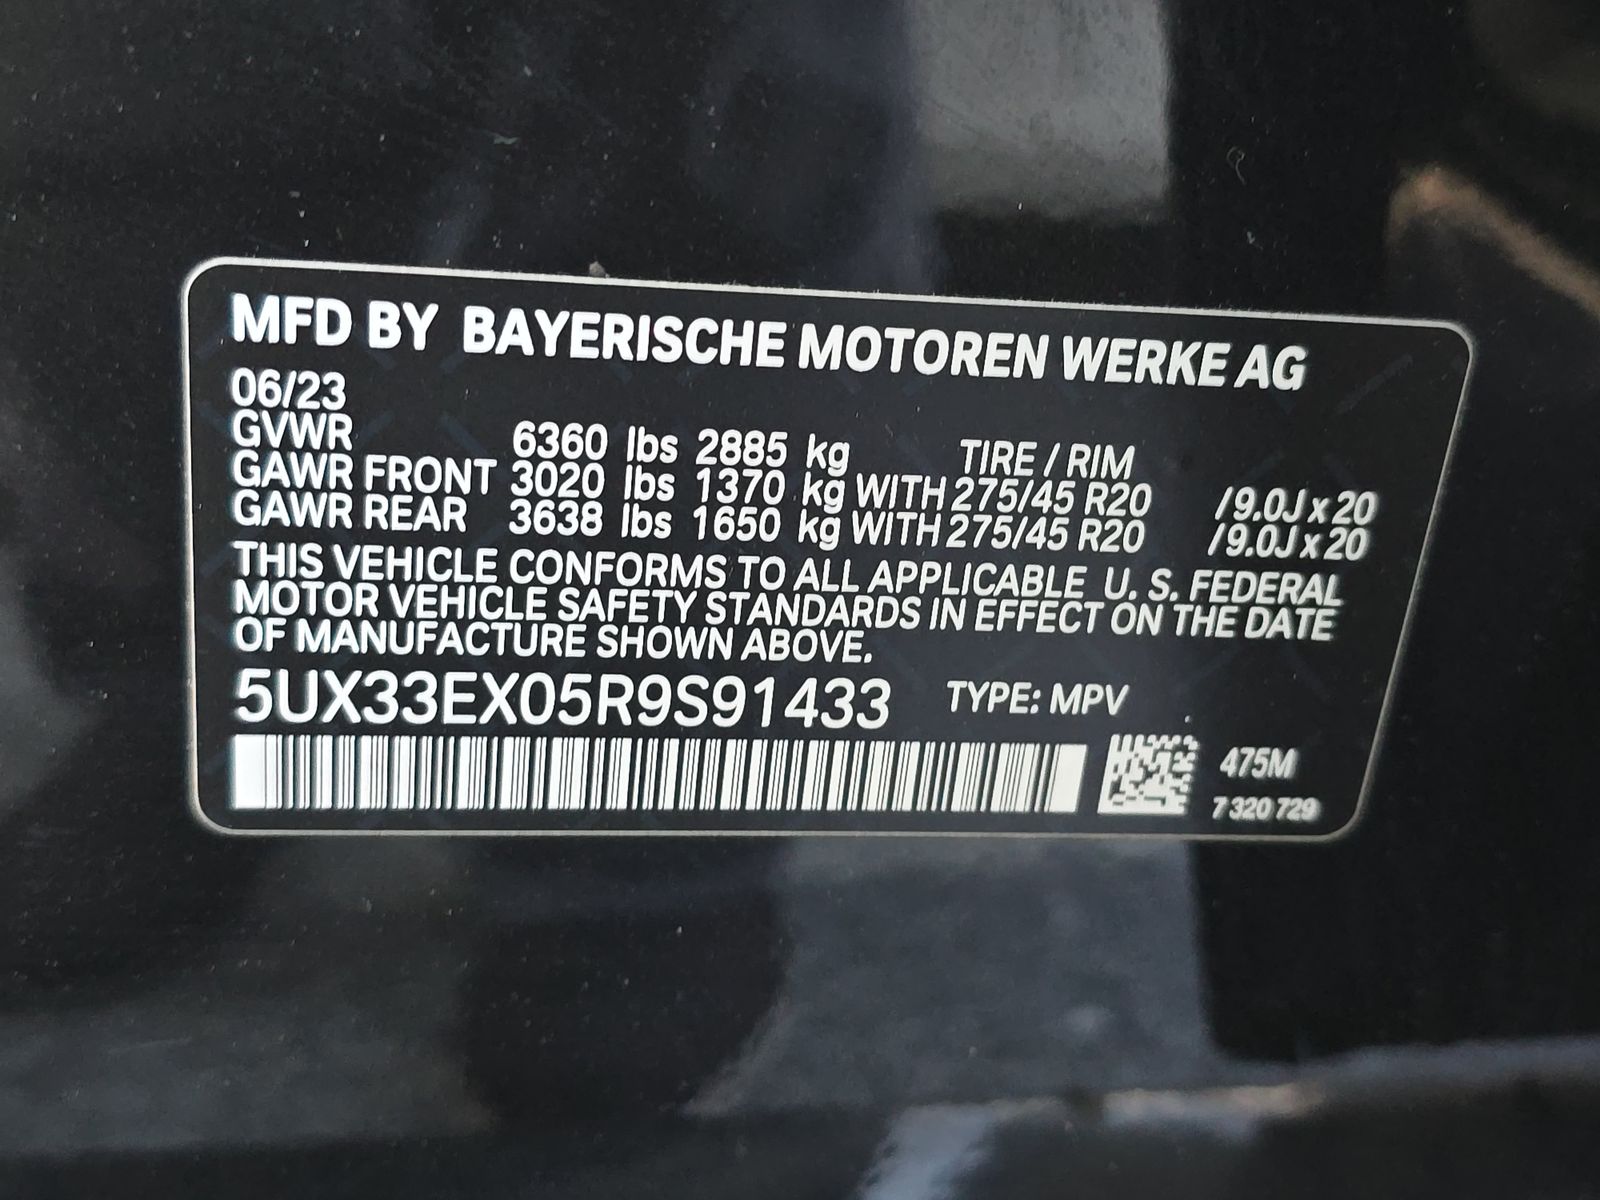 MFD BY BAYERISCHE MOTOREN WERKE AG
06/23
GVWR 6360 lbs 2885 kg TIRE / RIM
GAWR FRONT 3020 lbs 1370 kg WITH 275/45 R20 /9.0J x 20
GAWR REAR 3638 lbs 1650 kg WITH 275/45 R20 /9.0J x 20
THIS VEHICLE CONFORMS TO ALL APPLICABLE U. S. FEDERAL
MOTOR VEHICLE SAFETY STANDARDS IN EFFECT ON THE DATE
OF MANUFACTURE SHOWN ABOVE.
5UX33EX05R9S91433 TYPE: MPV
475M
7 320 729